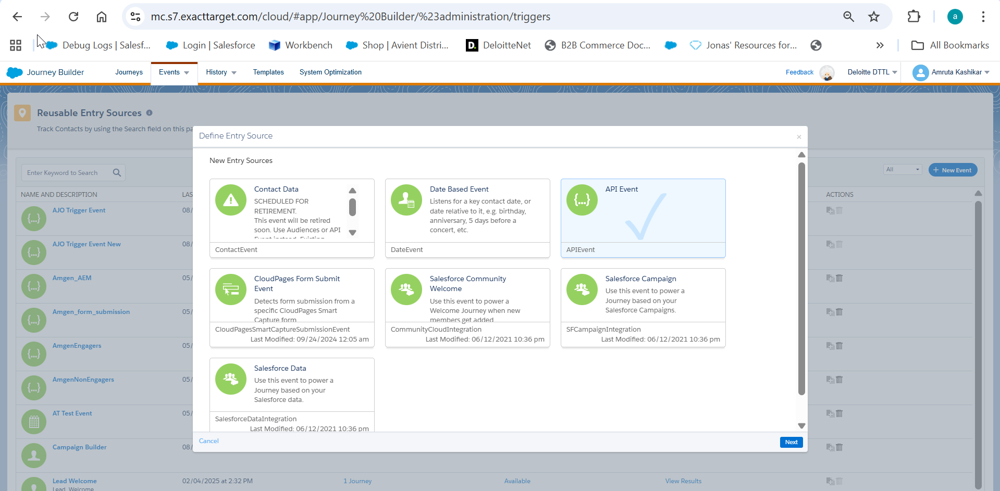 mc.s7.exacttarget.com/cloud/#app/Journey%20Builder/%23administration/triggers
a
Debug Logs | Salesf...
Login | Salesforce
Workbench
Shop | Avient Distri...
D.
DeloitteNet
B2B Commerce Doc...
Jonas' Resources for...
All Bookmarks
Journey Builder
Journeys
Events
History
Templates
System Optimization
Feedback
Deloitte DTTL
Amruta Kashikar
Reusable Entry Sources
Track Contacts by using the Search field on this pa
Define Entry Source
New Entry Sources
Enter Keyword to Search
All
+ New Event
NAME AND DESCRIPTION
LAS
ACTIONS
Contact Data
SCHEDULED FOR
RETIREMENT.
This event will be retired
soon. Use Audiences or API
Event instead. Existing
ContactEvent
Date Based Event
Listens for a key contact date, or
date relative to it, e.g. birthday,
anniversary, 5 days before a
concert, etc.
DateEvent
{...}
API Event
APIEvent
CloudPages Form Submit
Event
Detects form submission from a
specific CloudPages Smart
Capture form
CloudPagesSmartCaptureSubmissionEvent
Last Modified: 09/24/2024 12:05 am
Salesforce Community
Welcome
Use this event to power a
Welcome Journey when new
members get added
CommunityCloudIntegration
Last Modified: 06/12/2021 10:36 pm
Salesforce Campaign
Use this event to power a
Journey based on your
Salesforce Campaigns.
SFCampaignIntegration
Last Modified: 06/12/2021 10:36 pm
Salesforce Data
Use this event to power a
Journey based on your
Salesforce data.
SalesforceDataIntegration
Last Modified: 06/12/2021 10:36 pm
Cancel
Next
{...}
AJO Trigger Event
08/
{...}
AJO Trigger Event New
08/
{...}
Amgen_AEM
05/
{...}
Amgen_form_submission
05/
{...}
AmgenEngagers
05/
{...}
AmgenNonEngagers
05/
AT Test Event
05/
Campaign Builder
08/
Lead Welcome
02/04/2025 at 2:32 PM
1 Journey
Available
View Results
Lead Welcome